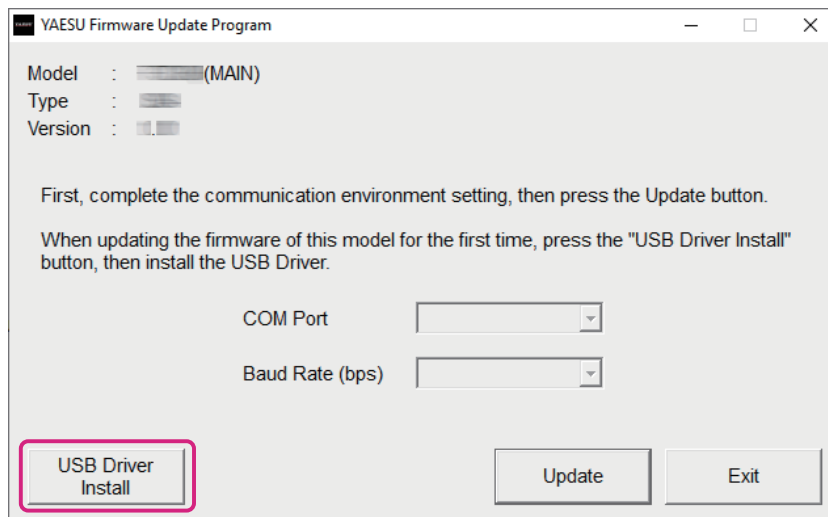 YAESU Firmware Update Program
Model : (MAIN)
Type :
Version :
First, complete the communication environment setting, then press the Update button.
When updating the firmware of this model for the first time, press the "USB Driver Install"
button, then install the USB Driver.
COM Port
Baud Rate (bps)
USB Driver
Install
Update
Exit